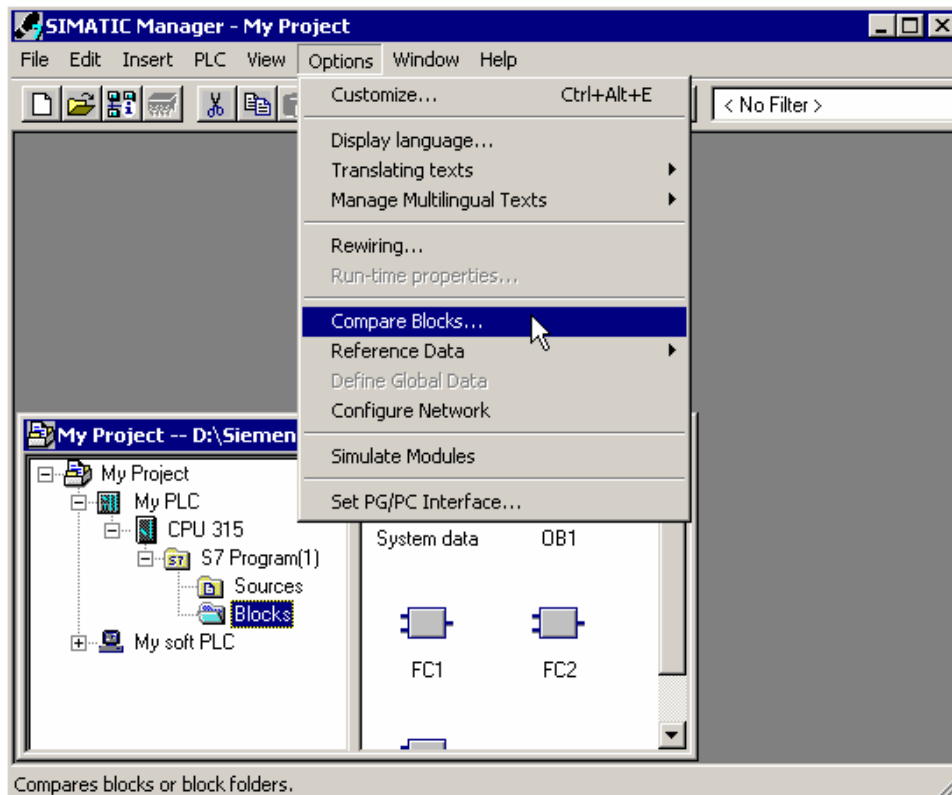 SIMATIC Manager - My Project
File Edit Insert PLC View Options Window Help
Customize... Ctrl+Alt+E
< No Filter >
Display language...
Translating texts
Manage Multilingual Texts
Rewiring...
Run-time properties...
Compare Blocks...
Reference Data
Define Global Data
Configure Network
Simulate Modules
Set PG/PC Interface...
My Project -- D:\Siemen
My Project
My PLC
CPU 315
S7 Program(1)
Sources
Blocks
My soft PLC
System data OB1
FC1 FC2
Compares blocks or block folders.